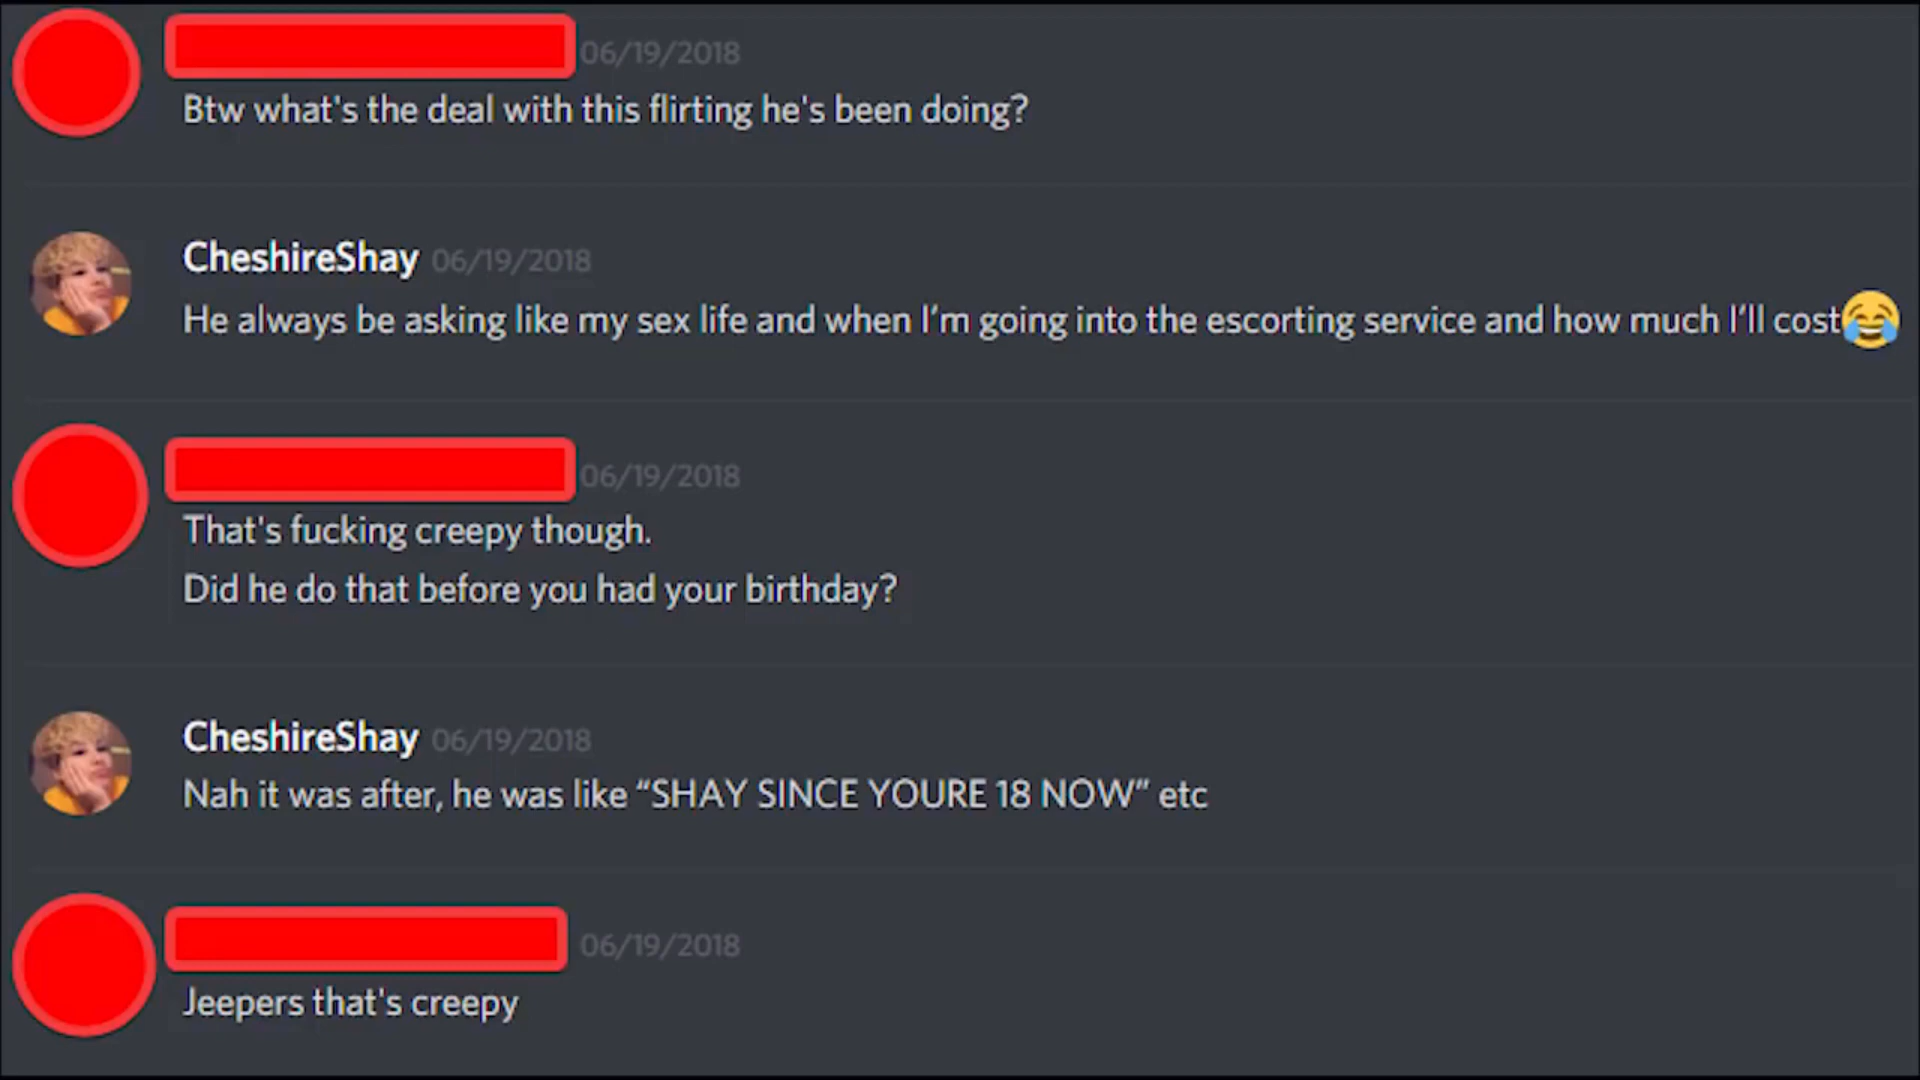 06/19/2018
Btw what's the deal with this flirting he's been doing?
CheshireShay 06/19/2018
He always be asking like my sex life and when I’m going into the escorting service and how much I’ll cost😂
06/19/2018
That's fucking creepy though.
Did he do that before you had your birthday?
CheshireShay 06/19/2018
Nah it was after, he was like “SHAY SINCE YOURE 18 NOW” etc
06/19/2018
Jeepers that's creepy